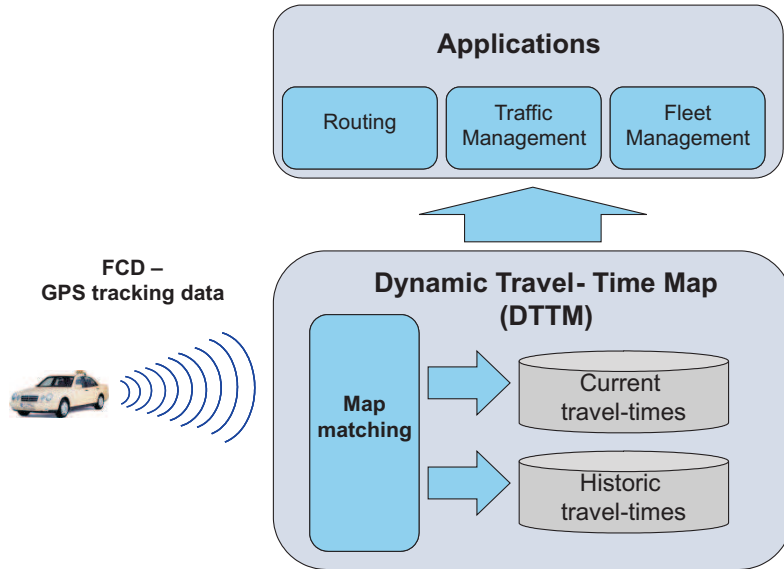 Applications
Routing
Traffic
Management
Fleet
Management
FCD –
GPS tracking data
Dynamic Travel- Time Map
(DTTM)
Map
matching
Current
travel-times
Historic
travel-times